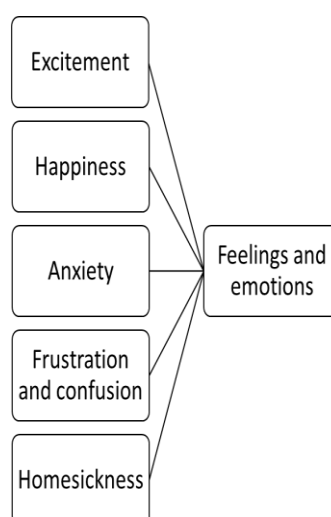 Excitement
Happiness
Anxiety
Frustration
and confusion
Homesickness
Feelings and
emotions